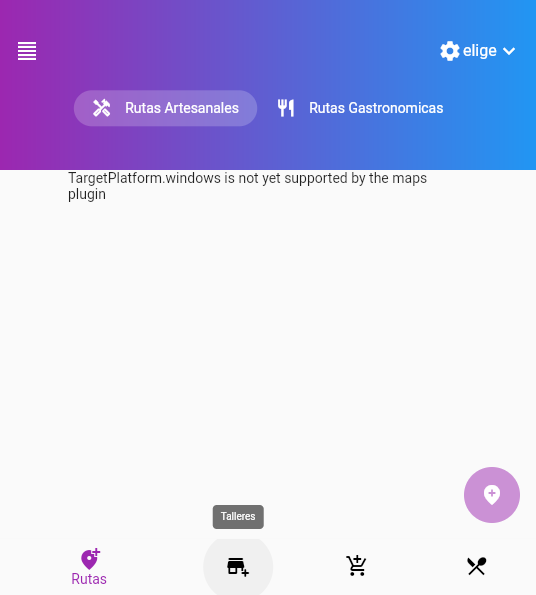 elige
Rutas Artesanales
Rutas Gastronomicas
TargetPlatform.windows is not yet supported by the maps
plugin
Talleres
Rutas